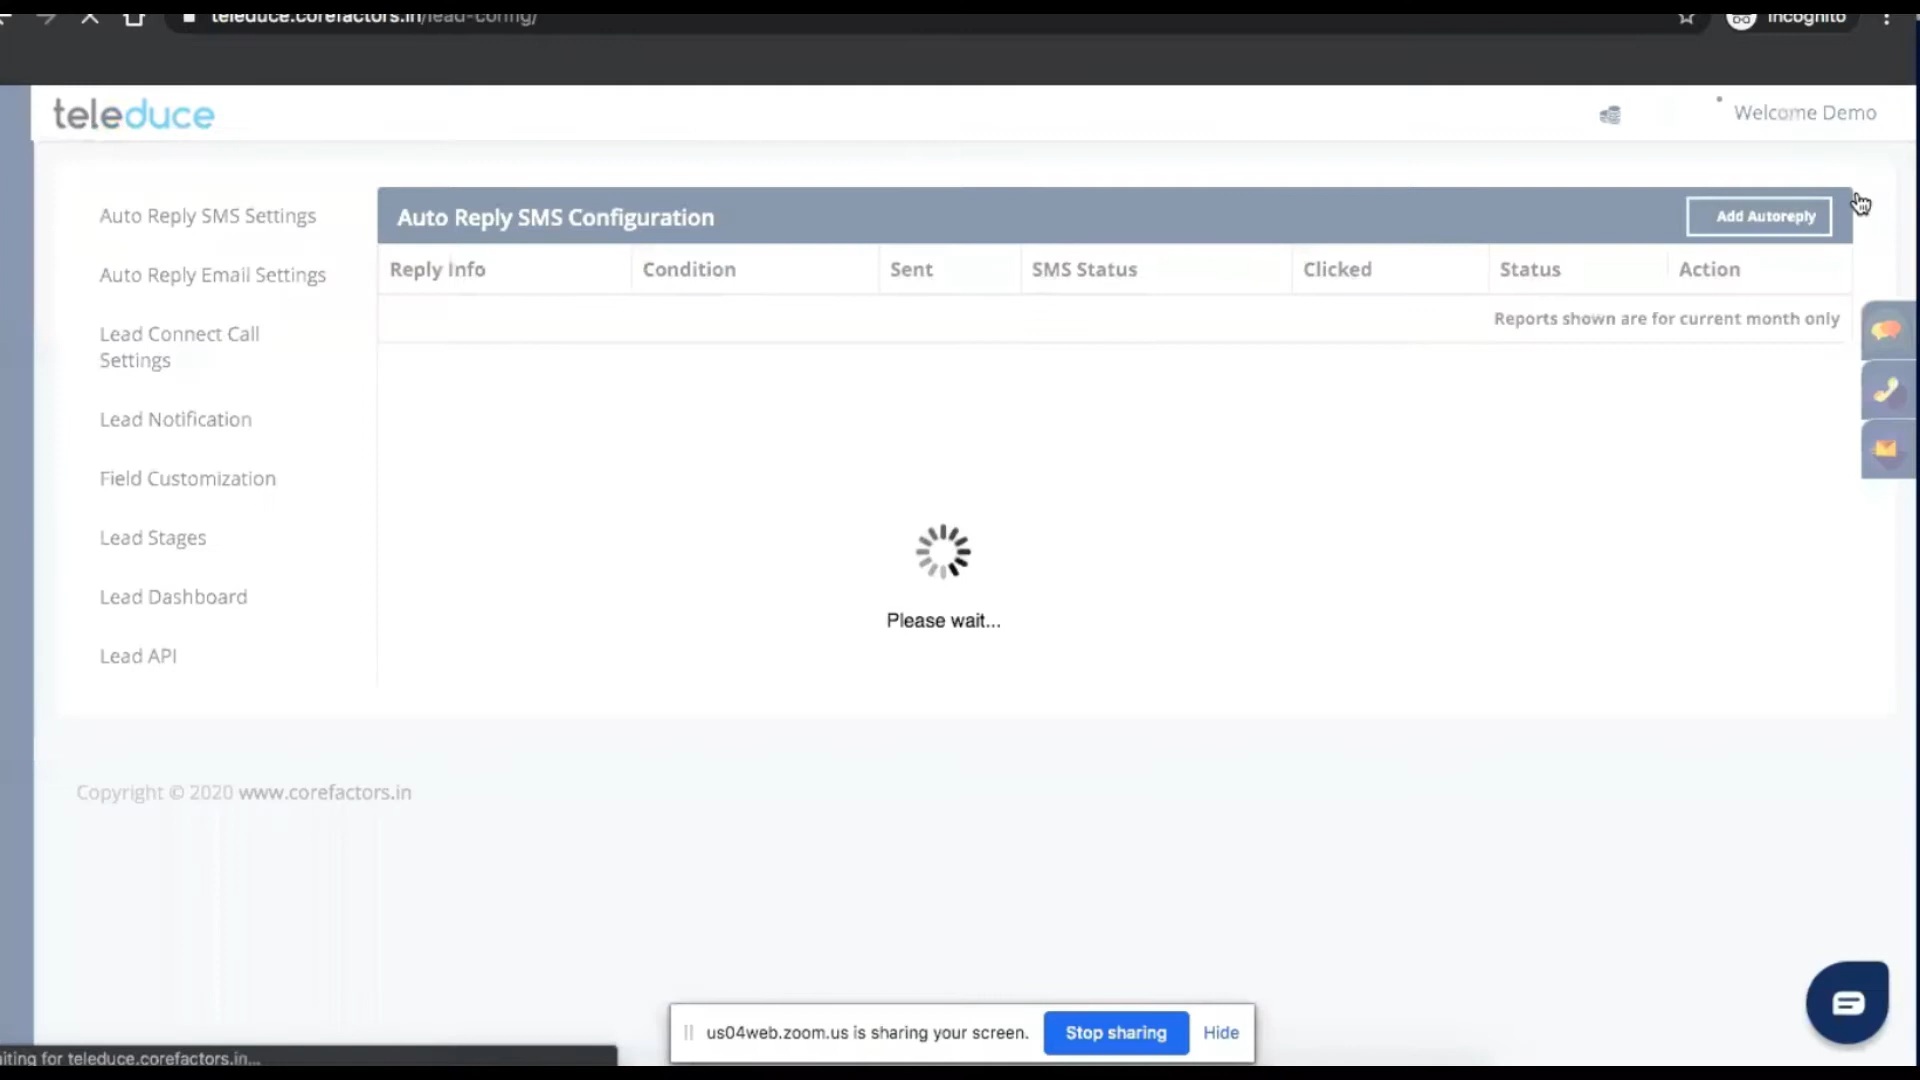 teleduce.corefactors.in/lead-config/
Incognito
teleduce
Welcome Demo
Auto Reply SMS Settings
Auto Reply Email Settings
Lead Connect Call
Settings
Lead Notification
Field Customization
Lead Stages
Lead Dashboard
Lead API
Auto Reply SMS Configuration
Add Autoreply
Reply Info Condition Sent SMS Status Clicked Status Action
Reports shown are for current month only
Please wait...
Copyright © 2020 www.corefactors.in
us04web.zoom.us is sharing your screen.
Stop sharing
Hide
iting for teleduce.corefactors.in...